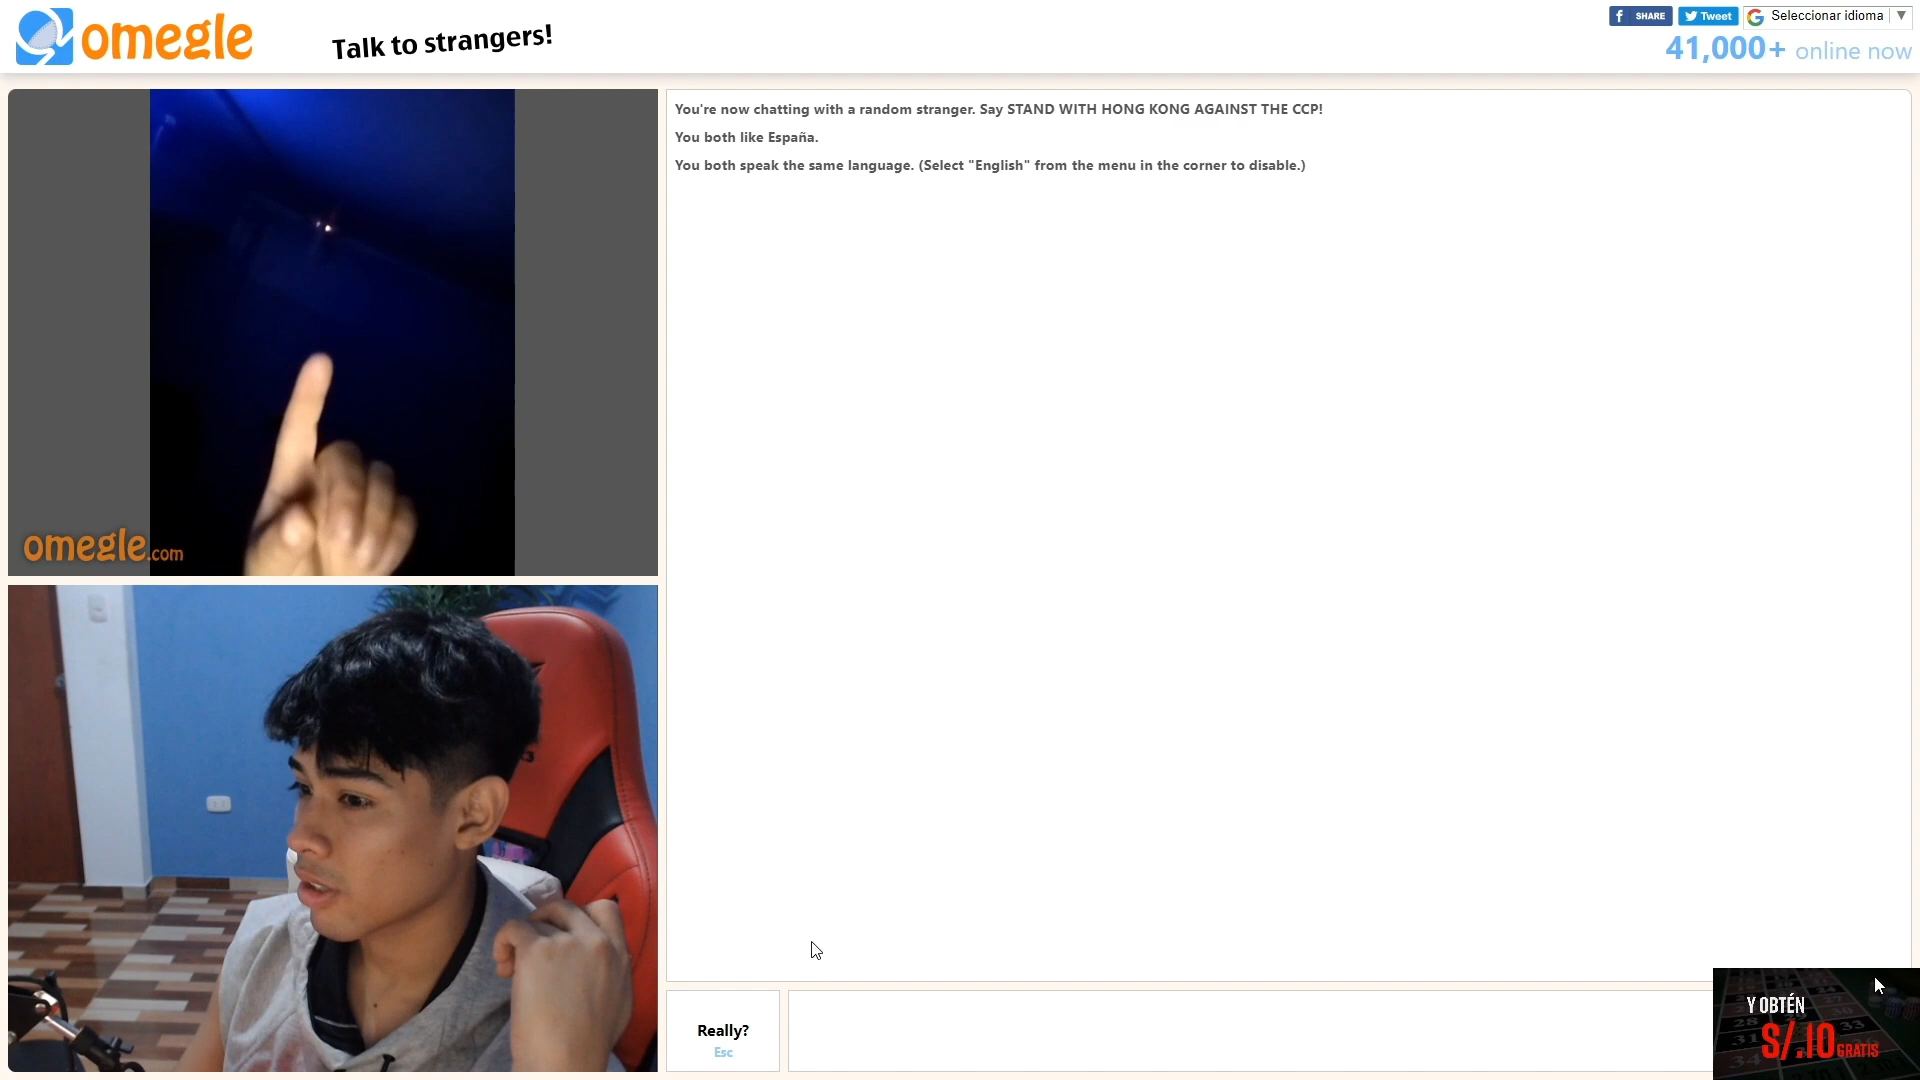 omegle
Talk to strangers!
SHARE
Tweet
Seleccionar idioma
41,000+ online now
You're now chatting with a random stranger. Say STAND WITH HONG KONG AGAINST THE CCP!
You both like España.
You both speak the same language. (Select "English" from the menu in the corner to disable.)
omegle.com
Really?
Esc
Y OBTÉN
S/.10 GRATIS